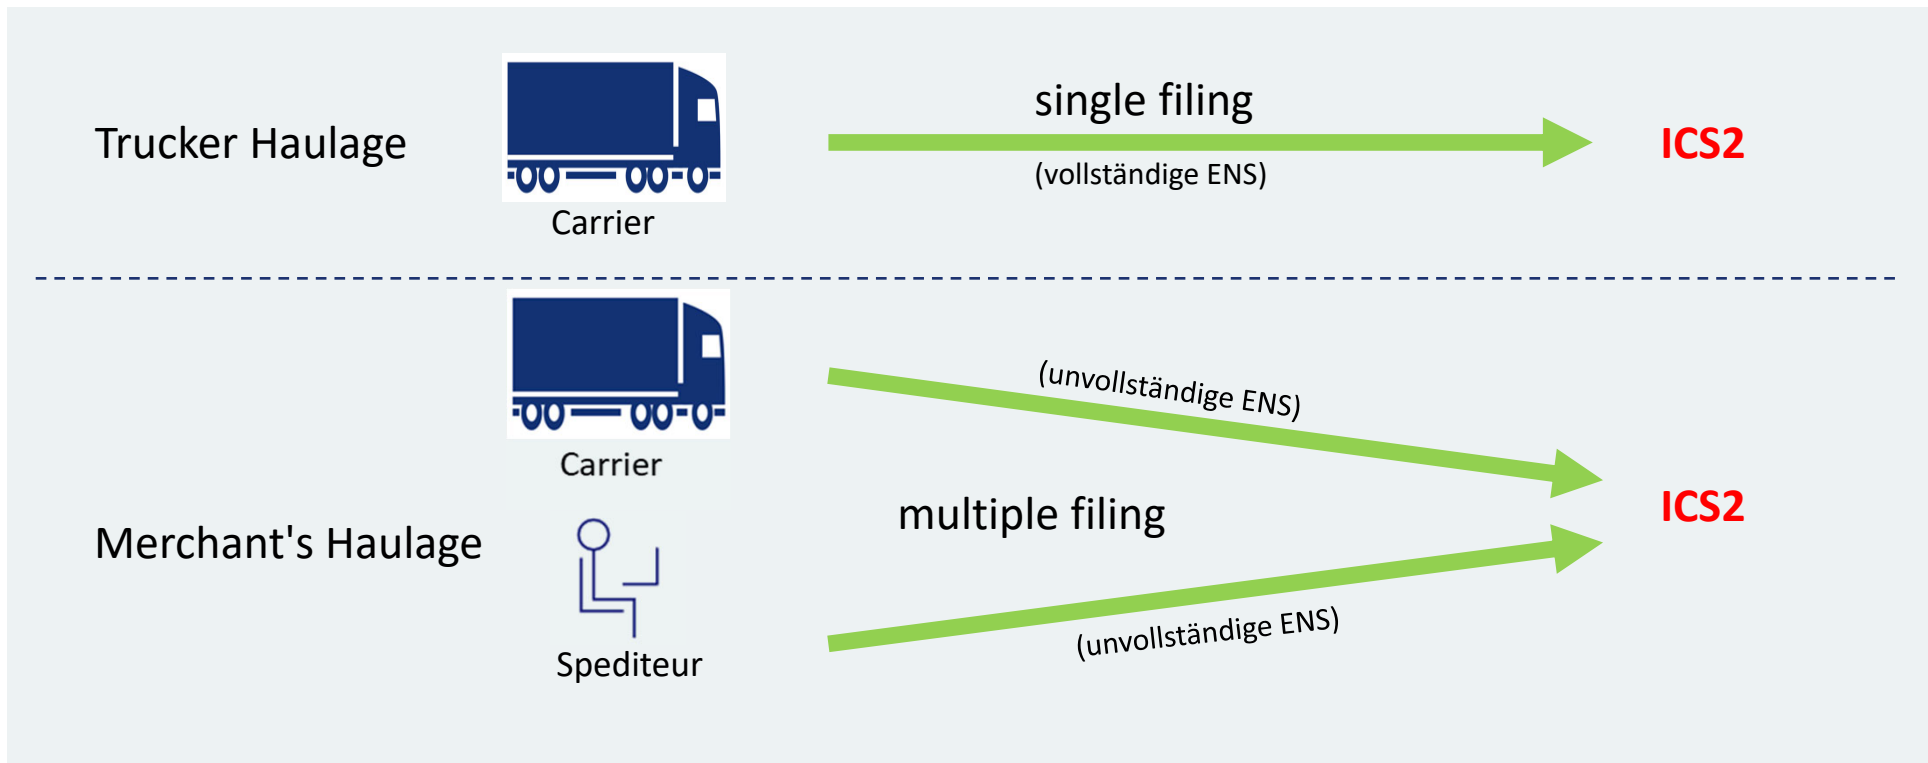 Trucker Haulage
Carrier
single filing
(vollständige ENS)
ICS2
Carrier
(unvollständige ENS)
Merchant's Haulage
multiple filing
ICS2
Spediteur
(unvollständige ENS)